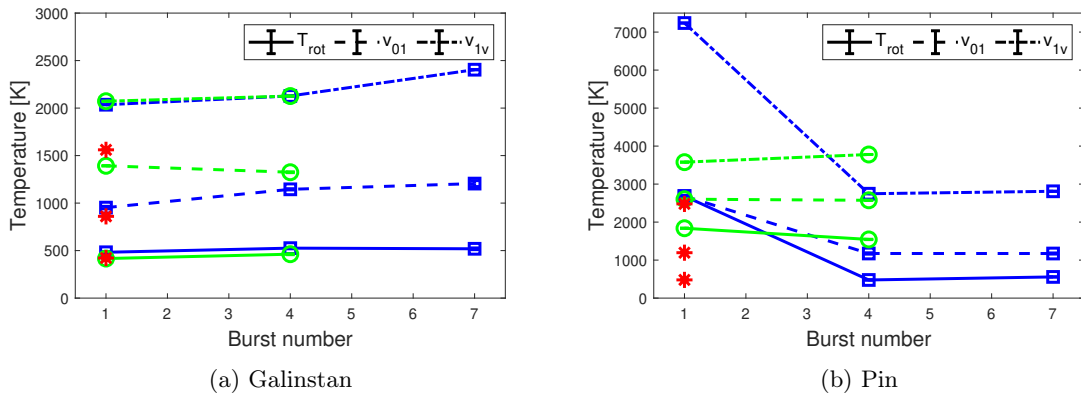 T_rot v_01 v_1v
3000
2500
2000
1500
1000
500
0
Temperature [K]
1 2 3 4 5 6 7
Burst number
(a) Galinstan
T_rot v_01 v_1v
7000
6000
5000
4000
3000
2000
1000
0
Temperature [K]
1 2 3 4 5 6 7
Burst number
(b) Pin